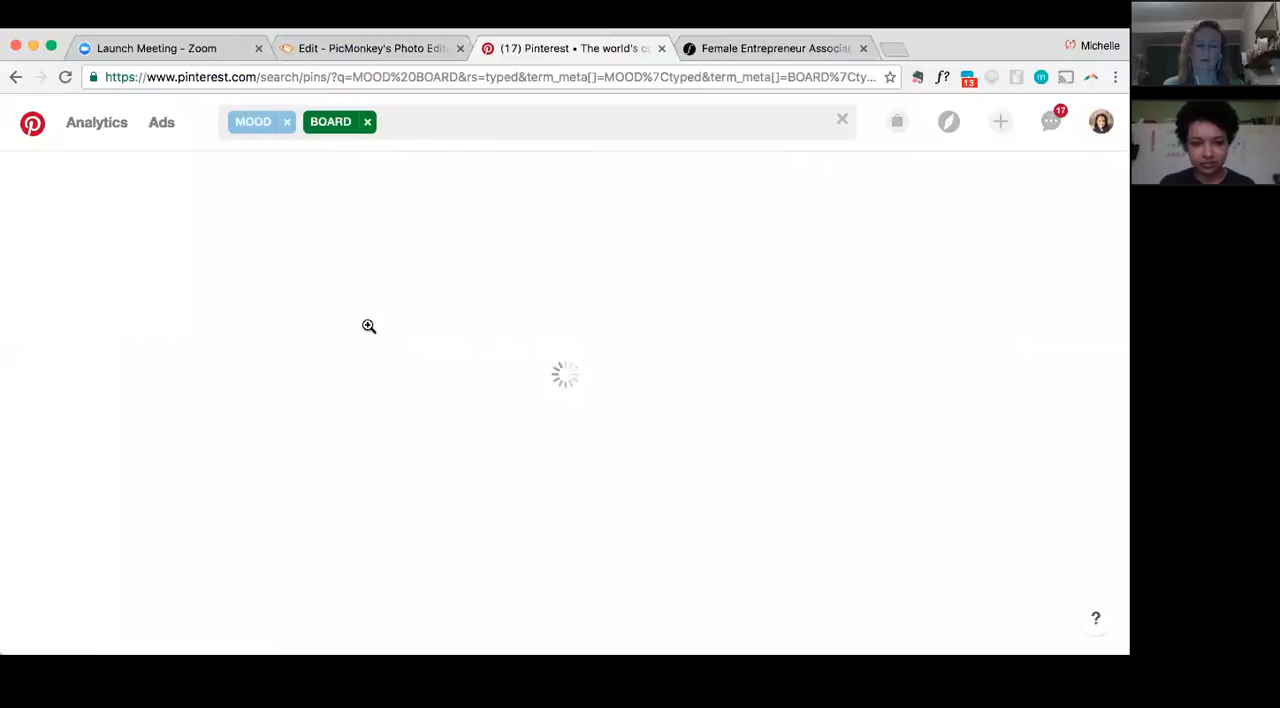 Launch Meeting - Zoom
Edit - PicMonkey's Photo Edit
(17) Pinterest • The world's c
Female Entrepreneur Associat
Michelle
https://www.pinterest.com/search/pins/?q=MOOD%20BOARD&rs=typed&term_meta[]=MOOD%7Ctyped&term_meta[]=BOARD%7Cty...
f?
13
m
Analytics
Ads
MOOD ×
BOARD ×
17
?